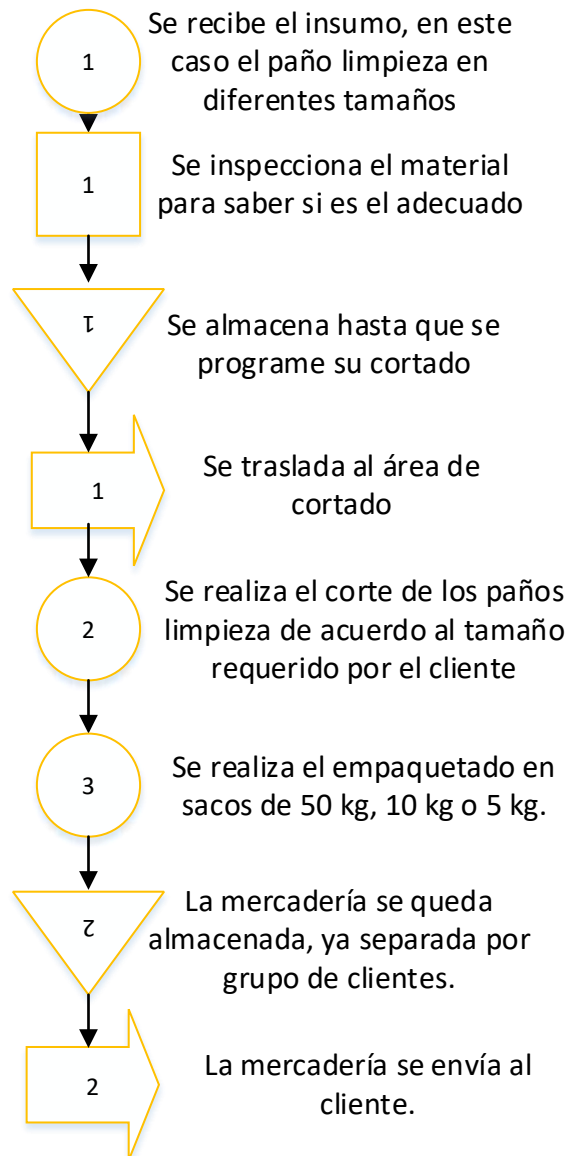 1
Se recibe el insumo, en este
caso el paño limpieza en
diferentes tamaños
1
Se inspecciona el material
para saber si es el adecuado
1
Se almacena hasta que se
programe su cortado
1
Se traslada al área de
cortado
2
Se realiza el corte de los paños
limpieza de acuerdo al tamaño
requerido por el cliente
3
Se realiza el empaquetado en
sacos de 50 kg, 10 kg o 5 kg.
2
La mercadería se queda
almacenada, ya separada por
grupo de clientes.
2
La mercadería se envía al
cliente.